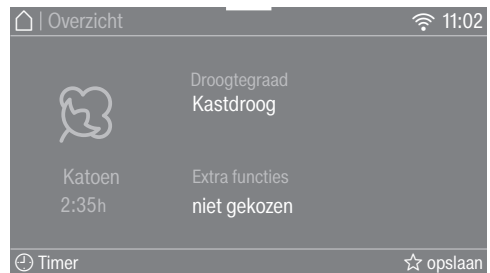 | Overzicht
11:02
Droogtegraad
Kastdroog
Katoen
2:35h
Extra functies
niet gekozen
Timer
opslaan